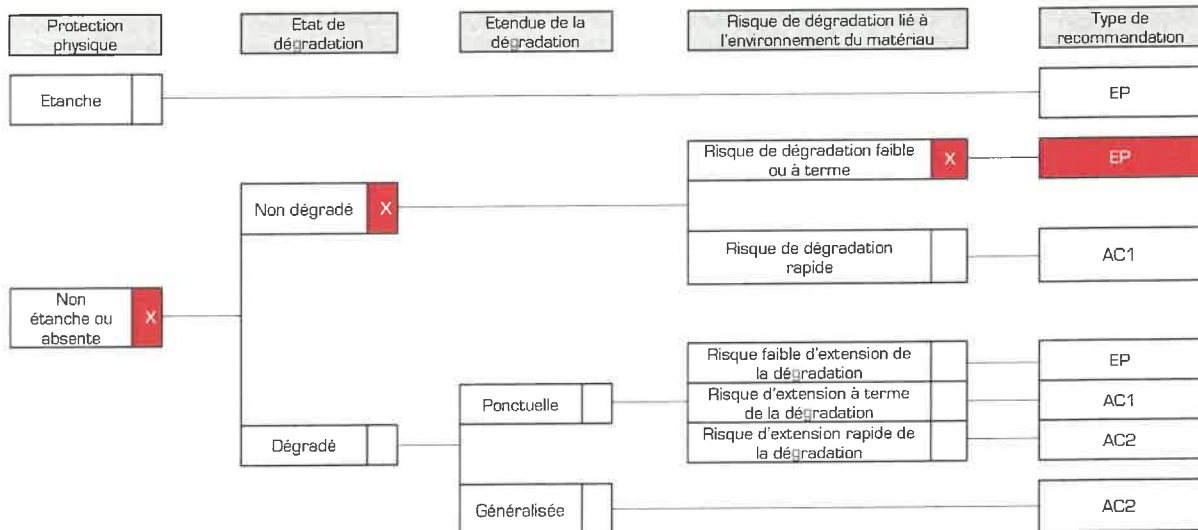 Protection
physique
Etat de
dégradation
Etendue de la
dégradation
Risque de dégradation lié à
l'environnement du matériau
Type de
recommandation
Etanche
EP
Risque de dégradation faible
ou à terme
X
EP
Non dégradé
X
Risque de dégradation
rapide
AC1
Non
étanche ou
absente
X
Risque faible d'extension de
la dégradation
EP
Ponctuelle
Risque d'extension à terme
de la dégradation
AC1
Dégradé
Risque d'extension rapide de
la dégradation
AC2
Généralisée
AC2